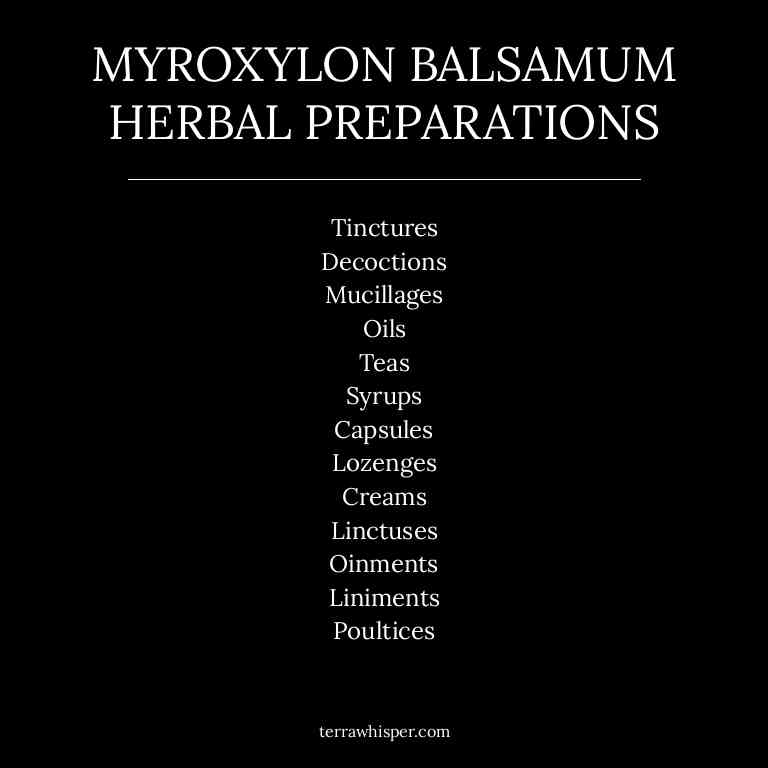 MYROXYLON BALSAMUM
HERBAL PREPARATIONS
Tinctures
Decoctions
Mucillages
Oils
Teas
Syrups
Capsules
Lozenges
Creams
Linctuses
Oinments
Liniments
Poultices
terrawhisper.com